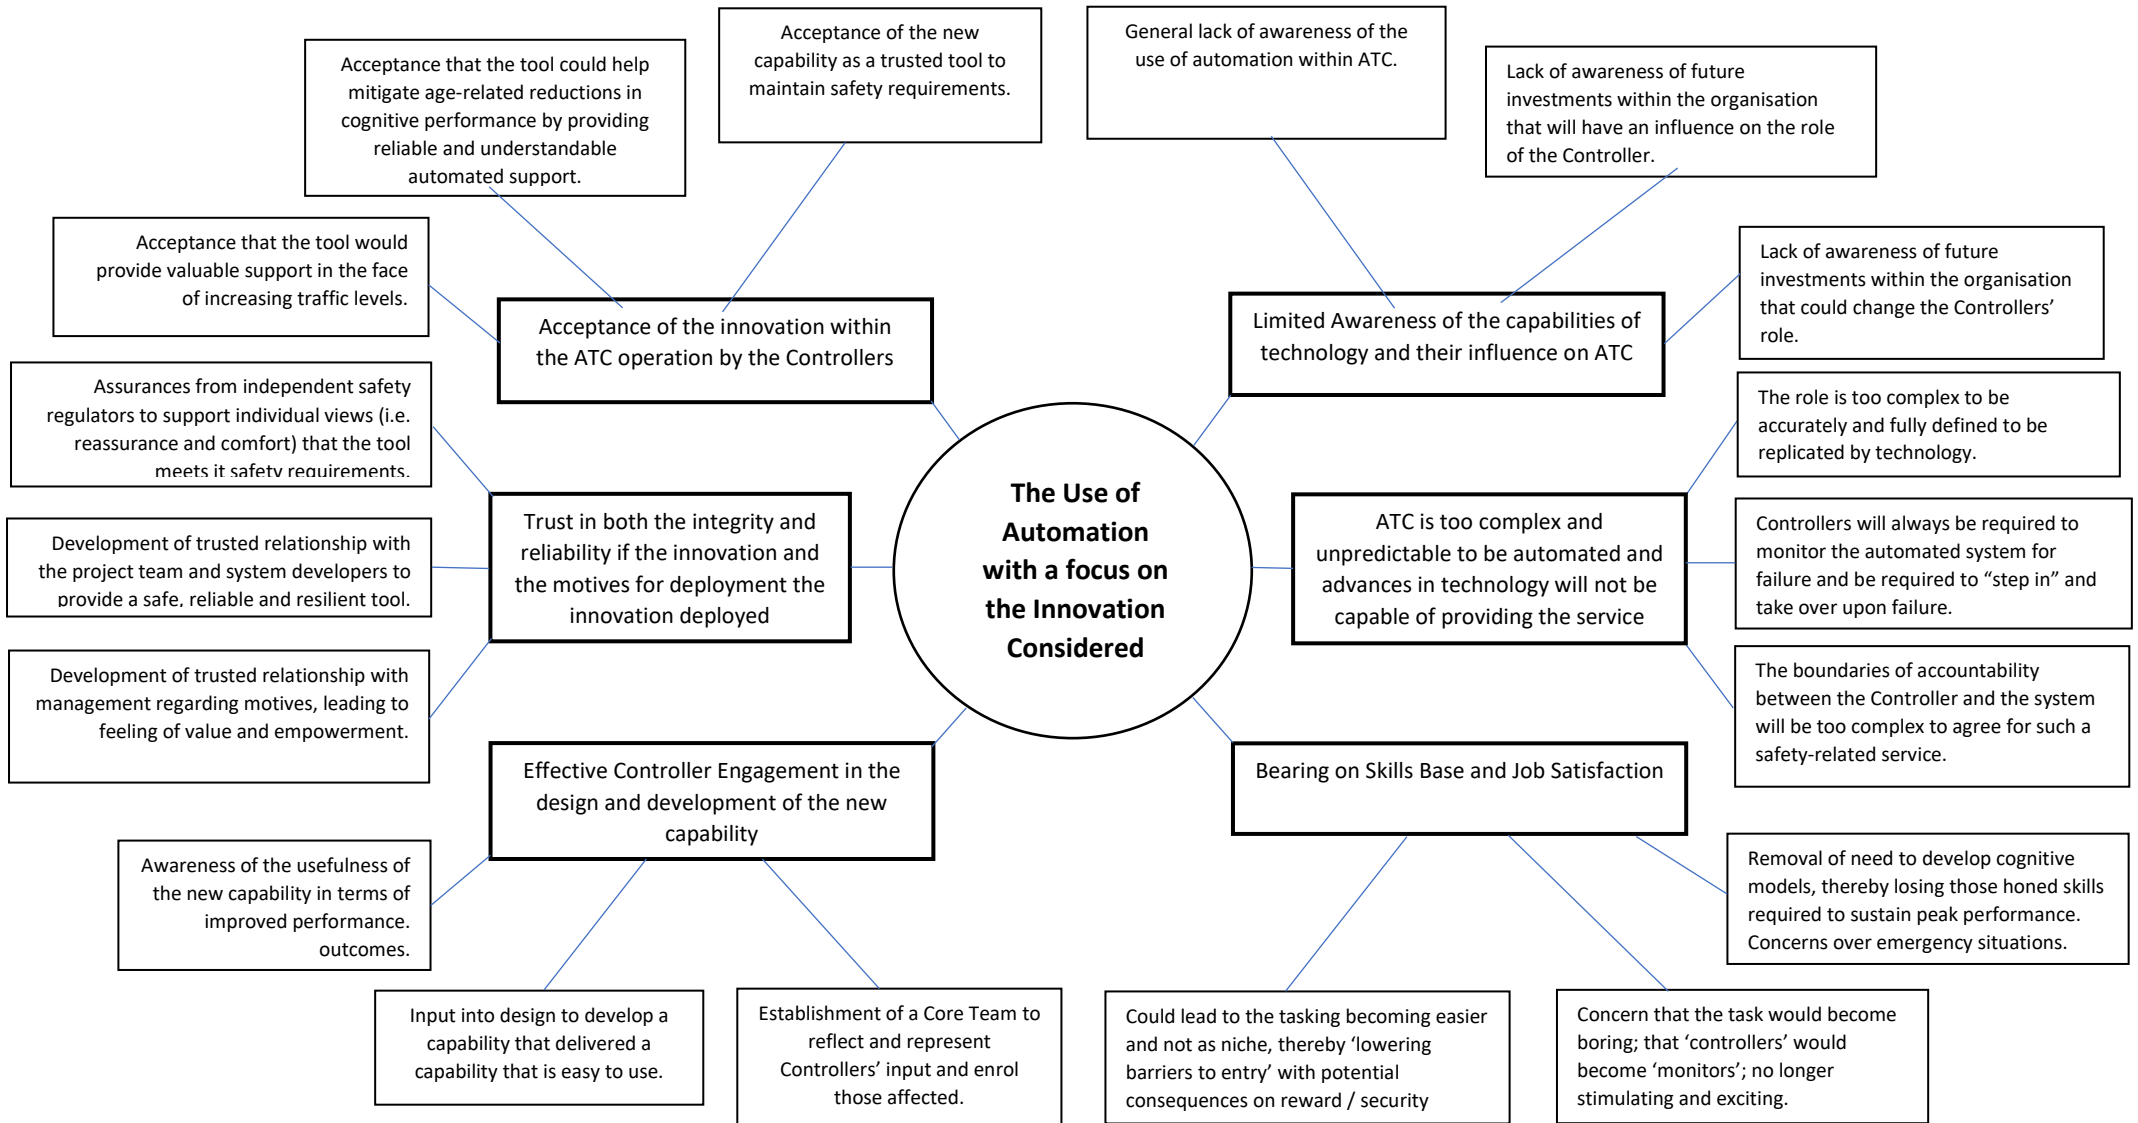 Acceptance that the tool could help
mitigate age-related reductions in
cognitive performance by providing
reliable and understandable
automated support.
Acceptance of the new
capability as a trusted tool to
maintain safety requirements.
General lack of awareness of the
use of automation within ATC.
Lack of awareness of future
investments within the organisation
that will have an influence on the role
of the Controller.
Acceptance that the tool would
provide valuable support in the face
of increasing traffic levels.
Acceptance of the innovation within
the ATC operation by the Controllers
Limited Awareness of the capabilities of
technology and their influence on ATC
Lack of awareness of future
investments within the organisation
that could change the Controllers’
role.
Assurances from independent safety
regulators to support individual views (i.e.
reassurance and comfort) that the tool
meets it safety requirements.
The role is too complex to be
accurately and fully defined to be
replicated by technology.
Development of trusted relationship with
the project team and system developers to
provide a safe, reliable and resilient tool.
Trust in both the integrity and
reliability if the innovation and
the motives for deployment the
innovation deployed
The Use of
Automation
with a focus on
the Innovation
Considered
ATC is too complex and
unpredictable to be automated and
advances in technology will not be
capable of providing the service
Controllers will always be required to
monitor the automated system for
failure and be required to “step in” and
take over upon failure.
Development of trusted relationship with
management regarding motives, leading to
feeling of value and empowerment.
The boundaries of accountability
between the Controller and the system
will be too complex to agree for such a
safety-related service.
Effective Controller Engagement in the
design and development of the new
capability
Bearing on Skills Base and Job Satisfaction
Awareness of the usefulness of
the new capability in terms of
improved performance.
outcomes.
Removal of need to develop cognitive
models, thereby losing those honed skills
required to sustain peak performance.
Concerns over emergency situations.
Input into design to develop a
capability that delivered a
capability that is easy to use.
Establishment of a Core Team to
reflect and represent
Controllers’ input and enrol
those affected.
Could lead to the tasking becoming easier
and not as niche, thereby ‘lowering
barriers to entry’ with potential
consequences on reward / security
Concern that the task would become
boring; that ‘controllers’ would
become ‘monitors’; no longer
stimulating and exciting.